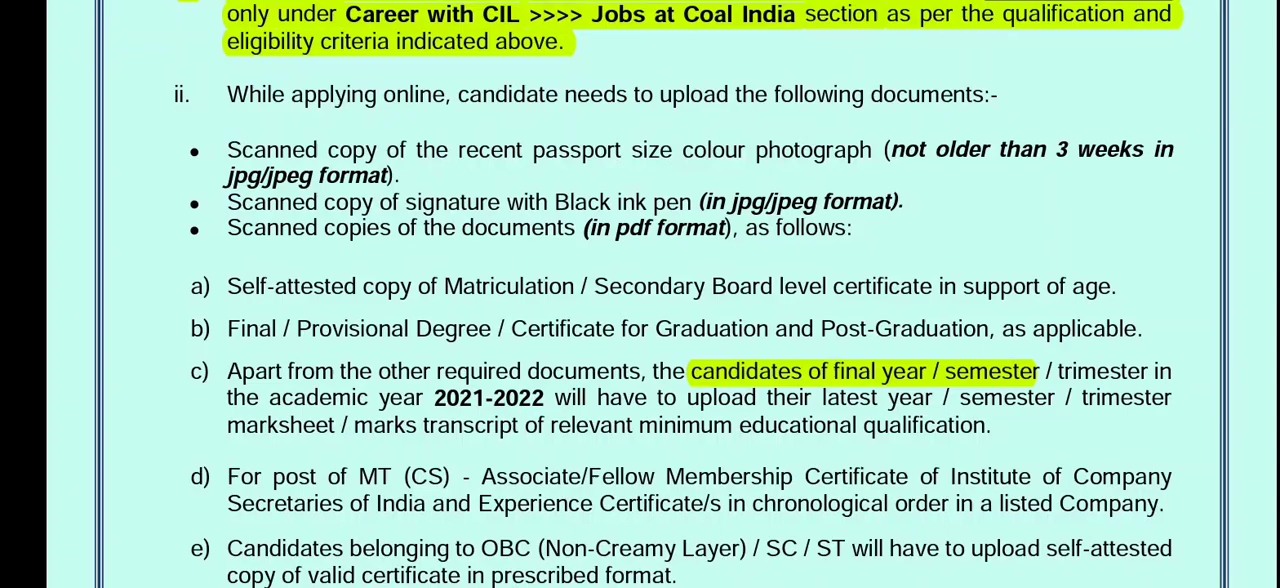 only under Career with CIL >>>> Jobs at Coal India section as per the qualification and
eligibility criteria indicated above.
ii. While applying online, candidate needs to upload the following documents:-
• Scanned copy of the recent passport size colour photograph (not older than 3 weeks in
jpg/jpeg format).
• Scanned copy of signature with Black ink pen (in jpg/jpeg format).
• Scanned copies of the documents (in pdf format), as follows:
a) Self-attested copy of Matriculation / Secondary Board level certificate in support of age.
b) Final / Provisional Degree / Certificate for Graduation and Post-Graduation, as applicable.
c) Apart from the other required documents, the candidates of final year / semester / trimester in
the academic year 2021-2022 will have to upload their latest year / semester / trimester
marksheet / marks transcript of relevant minimum educational qualification.
d) For post of MT (CS) - Associate/Fellow Membership Certificate of Institute of Company
Secretaries of India and Experience Certificate/s in chronological order in a listed Company.
e) Candidates belonging to OBC (Non-Creamy Layer) / SC / ST will have to upload self-attested
copy of valid certificate in prescribed format.